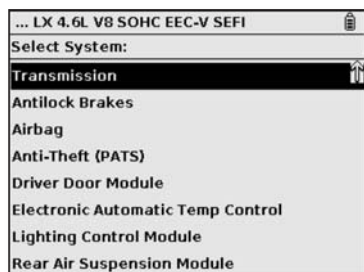 ... LX 4.6L V8 SOHC EEC-V SEFI
Select System:
Transmission
Antilock Brakes
Airbag
Anti-Theft (PATS)
Driver Door Module
Electronic Automatic Temp Control
Lighting Control Module
Rear Air Suspension Module